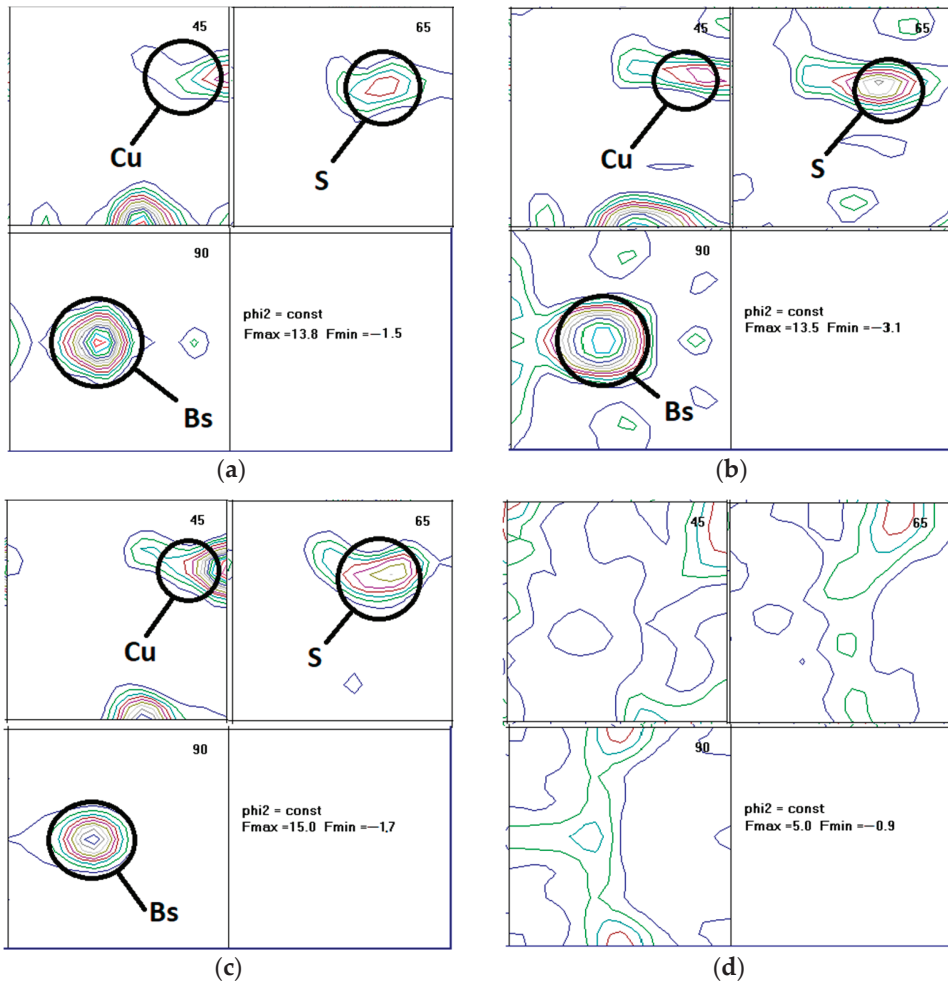 45
65
Cu
S
90
phi2 = const
Fmax =13.8 Fmin =−1.5
Bs
(a)
45
65
Cu
S
90
phi2 = const
Fmax =13.5 Fmin =−3.1
Bs
(b)
45
65
Cu
S
90
phi2 = const
Fmax =15.0 Fmin =−1.7
Bs
(c)
45
65
90
phi2 = const
Fmax =5.0 Fmin =−0.9
(d)